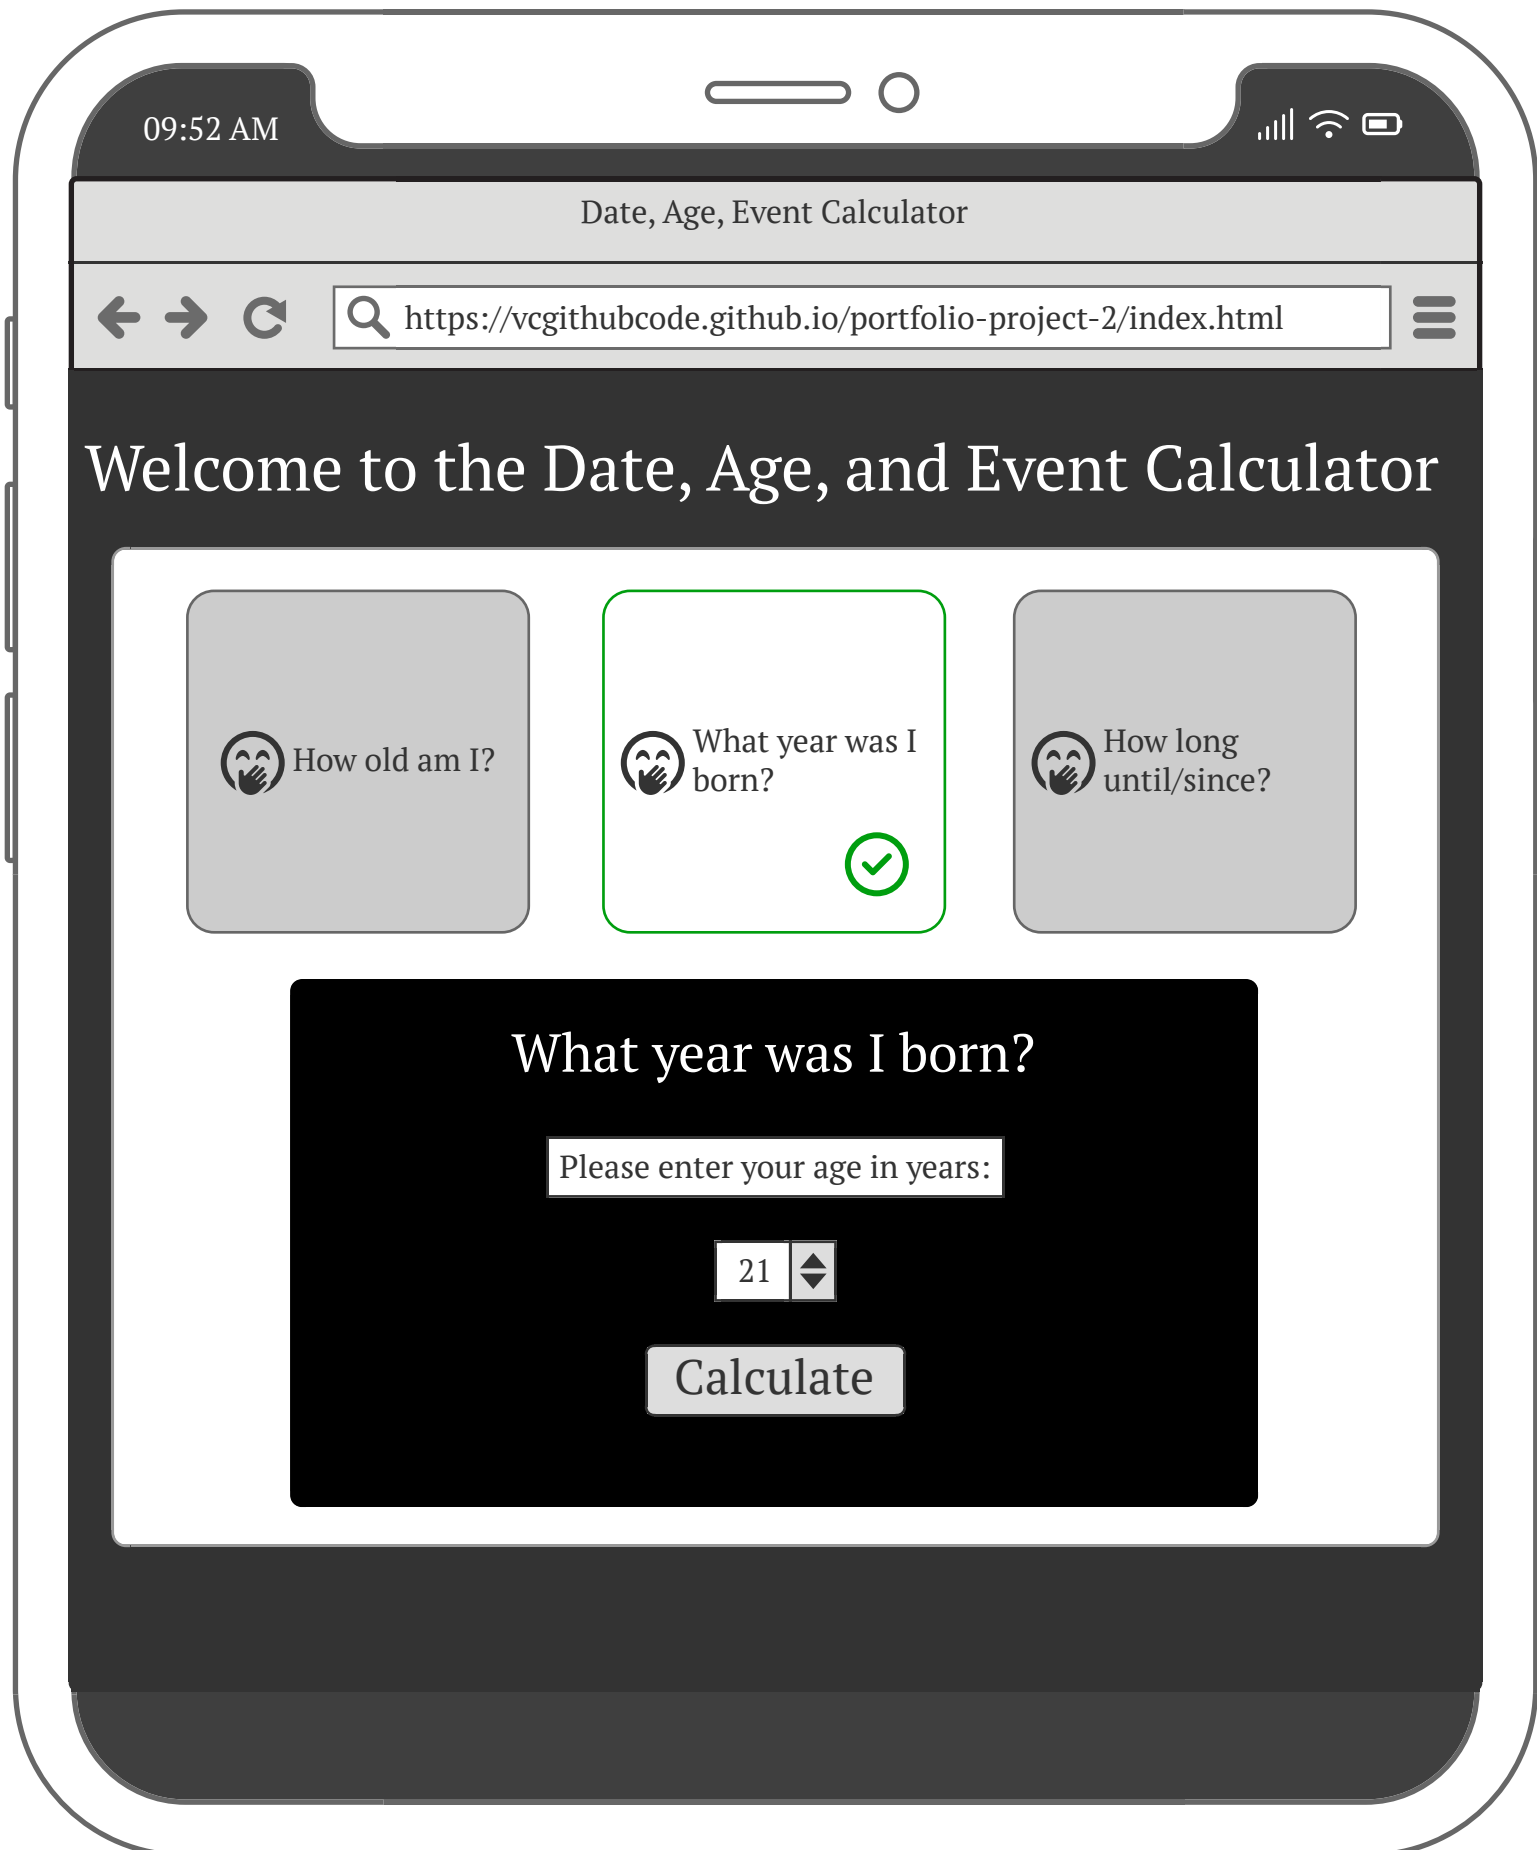 09:52 AM
Date, Age, Event Calculator
https://vcgithubcode.github.io/portfolio-project-2/index.html
Welcome to the Date, Age, and Event Calculator
How old am I?
What year was I
born?
How long
until/since?
What year was I born?
Please enter your age in years:
21
Calculate